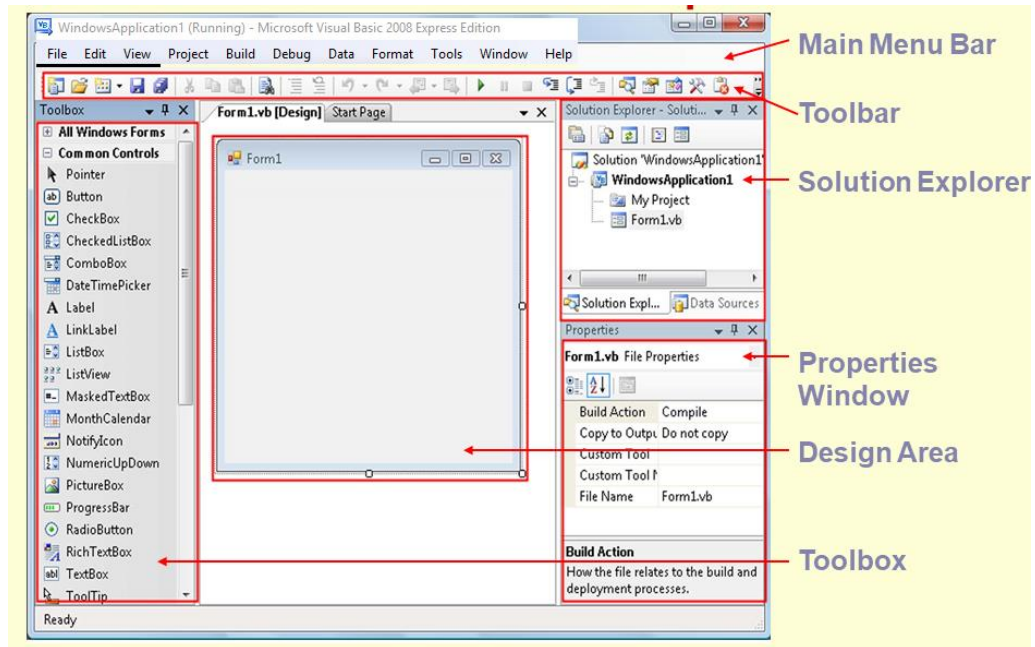 WindowsApplication1 (Running) - Microsoft Visual Basic 2008 Express Edition
File Edit View Project Build Debug Data Format Tools Window Help
Main Menu Bar
Toolbar
Toolbox
All Windows Forms
Common Controls
Pointer
Button
CheckBox
CheckedListBox
ComboBox
DateTimePicker
Label
LinkLabel
ListBox
ListView
MaskedTextBox
MonthCalendar
NotifyIcon
NumericUpDown
PictureBox
ProgressBar
RadioButton
RichTextBox
TextBox
ToolTip
Form1.vb [Design] Start Page
Form1
Solution Explorer - Soluti...
Solution 'WindowsApplication1'
WindowsApplication1
My Project
Form1.vb
Solution Expl... Data Sources
Solution Explorer
Properties
Form1.vb File Properties
Build Action Compile
Copy to Outpu Do not copy
Custom Tool
Custom Tool N
File Name Form1.vb
Build Action
How the file relates to the build and
deployment processes.
Properties
Window
Design Area
Toolbox
Ready